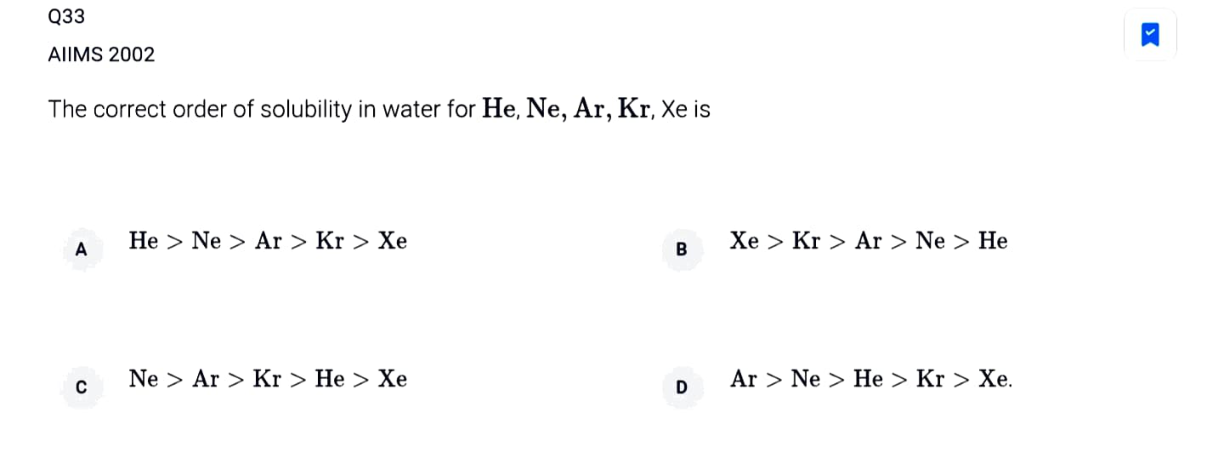 Q33
AIIMS 2002
The correct order of solubility in water for He, Ne, Ar, Kr, Xe is
A He > Ne > Ar > Kr > Xe
B Xe > Kr > Ar > Ne > He
C Ne > Ar > Kr > He > Xe
D Ar > Ne > He > Kr > Xe.